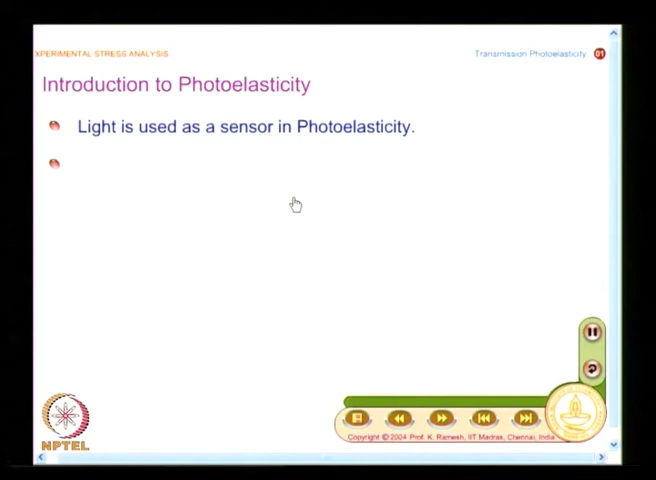 XPERIMENTAL STRESS ANALYSIS
Transmission Photoelasticity 01
Introduction to Photoelasticity
Light is used as a sensor in Photoelasticity.
NPTEL
Copyright © 2004 Prof. K. Ramesh, IIT Madras, Chennai, India